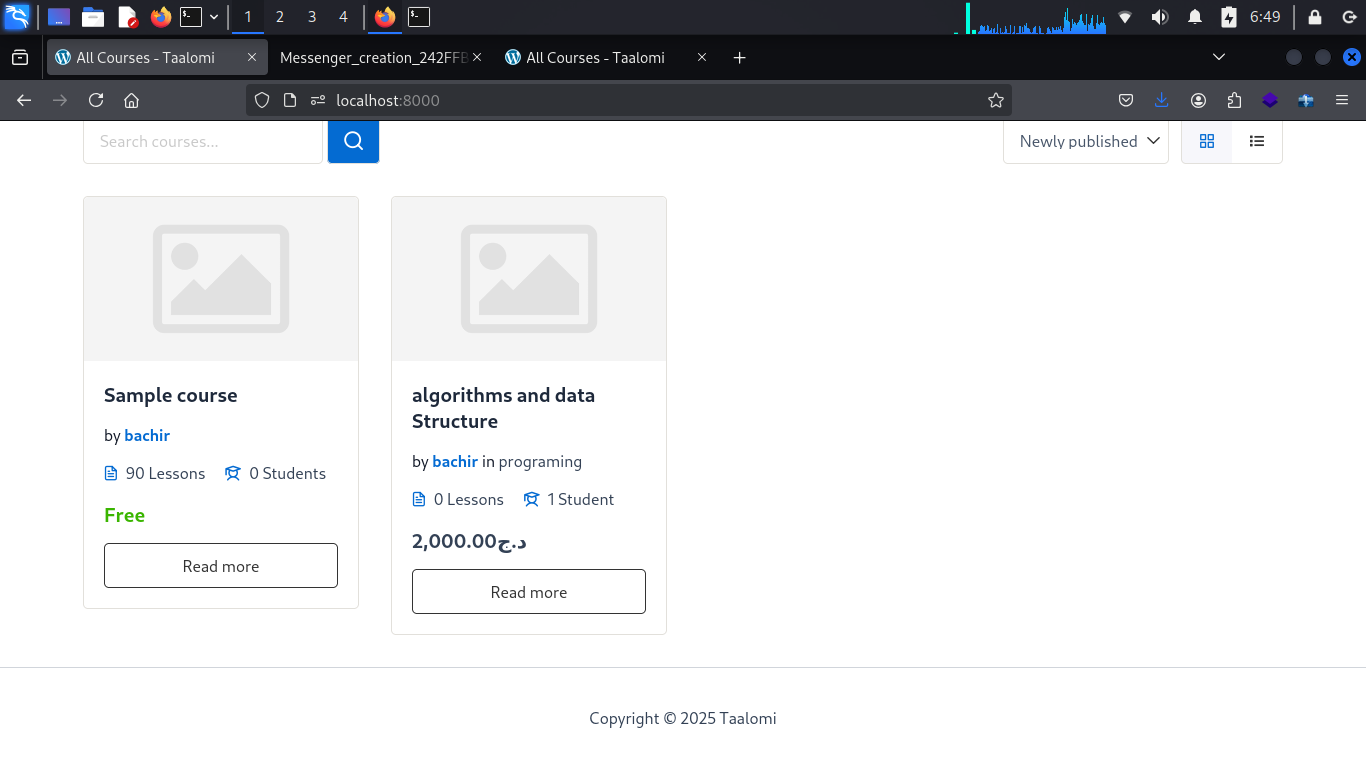 1 2 3 4 6:49
All Courses - Taalomi Messenger_creation_242FFB All Courses - Taalomi
localhost:8000
Search courses... Newly published
Sample course
by bachir
90 Lessons 0 Students
Free
Read more
algorithms and data
Structure
by bachir in programing
0 Lessons 1 Student
2,000.00د.ج
Read more
Copyright © 2025 Taalomi